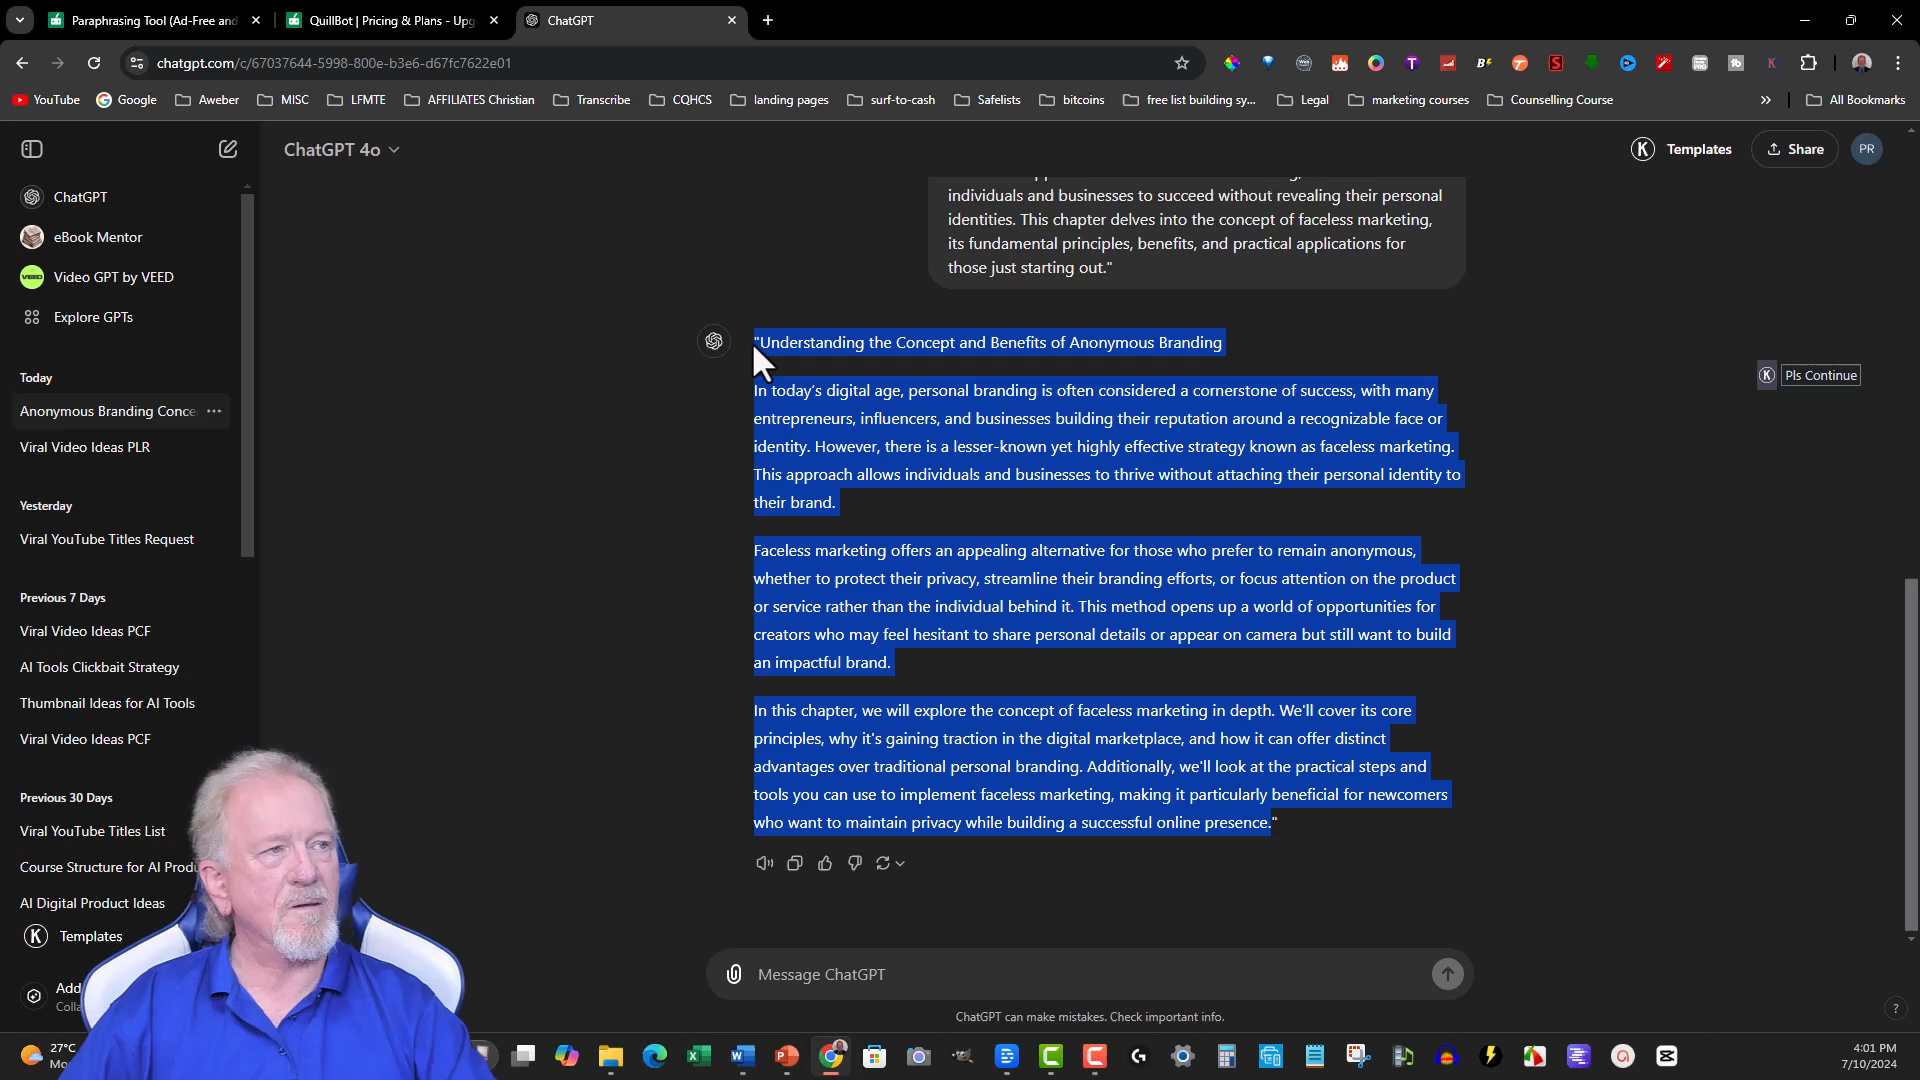 Paraphrasing Tool (Ad-Free and
QuillBot | Pricing & Plans - Upg
ChatGPT
chatgpt.com/c/67037644-5998-800e-b3e6-d67fc7622e01
YouTube
Google
Aweber
MISC
LFMTE
AFFILIATES Christian
Transcribe
CQHCS
landing pages
surf-to-cash
Safelists
bitcoins
free list building sy...
Legal
marketing courses
Counselling Course
All Bookmarks
ChatGPT 4o
K Templates
Share
PR
ChatGPT
eBook Mentor
VEED
Video GPT by VEED
Explore GPTs
Today
Anonymous Branding Conce
Viral Video Ideas PLR
Yesterday
Viral YouTube Titles Request
Previous 7 Days
Viral Video Ideas PCF
AI Tools Clickbait Strategy
Thumbnail Ideas for AI Tools
Viral Video Ideas PCF
Previous 30 Days
Viral YouTube Titles List
Course Structure for AI Produ
AI Digital Product Ideas
K Templates
Add
Colla
individuals and businesses to succeed without revealing their personal
identities. This chapter delves into the concept of faceless marketing,
its fundamental principles, benefits, and practical applications for
those just starting out."
"Understanding the Concept and Benefits of Anonymous Branding
In today's digital age, personal branding is often considered a cornerstone of success, with many
entrepreneurs, influencers, and businesses building their reputation around a recognizable face or
identity. However, there is a lesser-known yet highly effective strategy known as faceless marketing.
This approach allows individuals and businesses to thrive without attaching their personal identity to
their brand.
Faceless marketing offers an appealing alternative for those who prefer to remain anonymous,
whether to protect their privacy, streamline their branding efforts, or focus attention on the product
or service rather than the individual behind it. This method opens up a world of opportunities for
creators who may feel hesitant to share personal details or appear on camera but still want to build
an impactful brand.
In this chapter, we will explore the concept of faceless marketing in depth. We'll cover its core
principles, why it's gaining traction in the digital marketplace, and how it can offer distinct
advantages over traditional personal branding. Additionally, we'll look at the practical steps and
tools you can use to implement faceless marketing, making it particularly beneficial for newcomers
who want to maintain privacy while building a successful online presence."
K Pls Continue
Message ChatGPT
ChatGPT can make mistakes. Check important info.
?
27°C
Mo
4:01 PM
7/10/2024